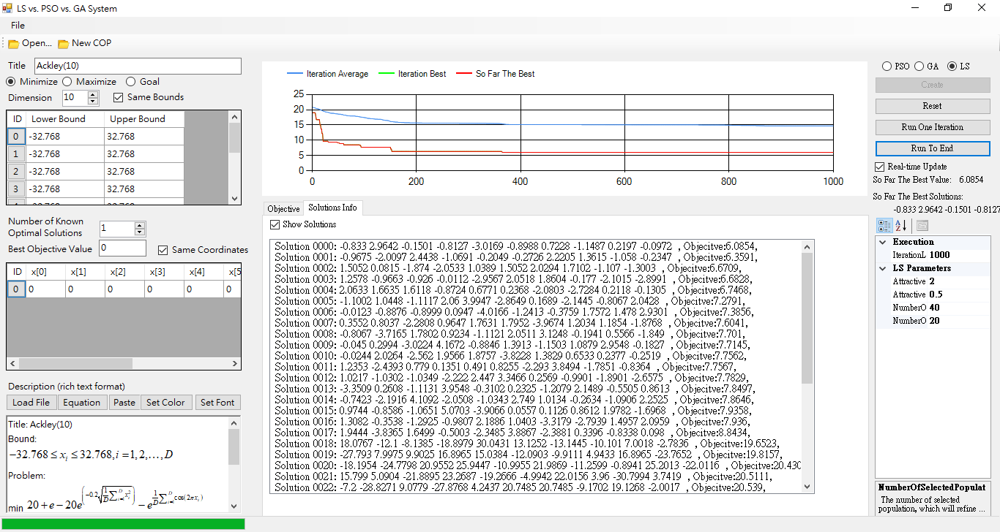 LS vs. PSO vs. GA System
File
Open... New COP
Title Ackley(10)
Minimize Maximize Goal
Dimension 10 Same Bounds
ID Lower Bound Upper Bound
0 -32.768 32.768
1 -32.768 32.768
2 -32.768 32.768
3 -32.768 32.768
Number of Known
Optimal Solutions 1
Best Objective Value 0 Same Coordinates
ID x[0] x[1] x[2] x[3] x[4] x[5
0 0 0 0 0 0 0
Description (rich text format)
Load File Equation Paste Set Color Set Font
Title: Ackley(10)
Bound:
−32.768 ≤ xᵢ ≤ 32.768, i = 1, 2, …, D
Problem:
min 20 + e − 20e^(−0.2√(1/D ∑_{i=1}^{D} xᵢ²)) − e^(1/D ∑_{i=1}^{D} cos(2πxᵢ))
Iteration Average Iteration Best So Far The Best
25
20
15
10
5
0
0 200 400 600 800 1000
Objective Solutions Info
Show Solutions
Solution 0000: -0.833 2.9642 -0.1501 -0.8127 -3.0169 -0.8988 0.7228 -1.1487 0.2197 -0.0972 , Objecitve:6.0854,
Solution 0001: -0.9675 -2.0097 2.4438 -1.0691 -0.2049 -0.2726 2.2205 1.3615 -1.058 -0.2347 , Objecitve:6.3591,
Solution 0002: 1.5052 0.0815 -1.874 -2.0533 1.0389 1.5052 2.0294 1.7102 -1.107 -1.3003 , Objecitve:6.6709,
Solution 0003: 1.2578 -0.9663 -0.926 -0.0112 -2.9567 2.0518 1.8604 -0.177 -2.1015 -2.8991 , Objecitve:6.6828,
Solution 0004: 2.0633 1.6635 1.6118 -0.8724 0.6771 0.2368 -2.0803 -2.7284 0.2118 -0.1305 , Objecitve:6.7468,
Solution 0005: -1.1002 1.0448 -1.1117 2.06 3.9947 -2.8649 0.1689 -2.1445 -0.8067 2.0428 , Objecitve:7.2791,
Solution 0006: -0.0123 -0.8876 -0.8999 0.0947 -4.0166 -1.2413 -0.3759 1.7572 1.478 2.9301 , Objecitve:7.3856,
Solution 0007: 0.3552 0.8037 -2.2808 0.9647 1.7631 1.7952 -3.9674 1.2034 1.1854 -1.8768 , Objecitve:7.6041,
Solution 0008: -0.8067 -3.7165 1.7802 0.9234 -1.1121 2.0511 3.1248 -0.1941 0.5566 -1.849 , Objecitve:7.701,
Solution 0009: -0.045 0.2994 -3.0224 4.1672 -0.8846 1.3913 -1.1503 1.0879 2.9548 -0.1827 , Objecitve:7.7145,
Solution 0010: -0.0244 2.0264 -2.562 1.9566 1.8757 -3.8228 1.3829 0.6533 0.2377 -0.2519 , Objecitve:7.7562,
Solution 0011: 1.2353 -2.4393 0.779 0.1351 0.491 0.8255 -2.293 3.8494 -1.7851 -0.8364 , Objecitve:7.7567,
Solution 0012: 1.0217 -1.0302 -1.0349 -2.222 2.447 3.3466 0.2569 -0.9901 -1.8901 -2.6575 , Objecitve:7.7829,
Solution 0013: -3.3509 0.2608 -1.1131 3.9548 -0.3102 0.2325 -1.2079 2.1489 -0.5505 0.8613 , Objecitve:7.8497,
Solution 0014: -0.7423 -2.1916 4.1092 -2.0508 -1.0343 2.749 1.0134 -0.2634 -1.0906 2.2525 , Objecitve:7.8646,
Solution 0015: 0.9744 -0.8586 -1.0651 5.0703 -3.9066 0.0557 0.1126 0.8612 1.9782 -1.6968 , Objecitve:7.9358,
Solution 0016: 1.3082 -0.3538 -1.2925 -0.9807 2.1886 1.0403 -3.3179 -2.7939 1.4957 2.0959 , Objecitve:7.936,
Solution 0017: 1.9444 -3.8365 1.6499 -0.5003 -2.3485 3.8867 -2.3881 0.3396 -0.8338 0.098 , Objecitve:8.8434,
Solution 0018: 18.0767 -12.1 -8.1385 -18.8979 30.0431 13.1252 -13.1445 -10.101 7.0018 -2.7836 , Objecitve:19.6523,
Solution 0019: -27.793 7.9975 9.9025 16.8965 15.0384 -12.0903 -9.9111 4.9433 16.8965 -23.7652 , Objecitve:19.8157,
Solution 0020: -18.1954 -24.7798 20.9552 25.9447 -10.9955 21.9869 -11.2599 -0.8941 25.2013 -22.0116 , Objecitve:20.430
Solution 0021: 15.799 5.0904 -21.8895 23.2687 -19.2666 -4.9942 22.0156 3.96 -30.7994 3.7419 , Objecitve:20.5111,
Solution 0022: -7.2 -28.8271 9.0779 -27.8768 4.2437 20.7485 20.7485 -9.1702 19.1268 -2.0017 , Objecitve:20.539,
PSO GA LS
Create
Reset
Run One Iteration
Run To End
Real-time Update
So Far The Best Value: 6.0854
So Far The Best Solutions:
-0.833 2.9642 -0.1501 -0.8127
Execution
IterationL 1000
LS Parameters
Attractive 2
Attractive 0.5
NumberO 40
NumberO 20
NumberOfSelectedPopulat
The number of selected
population, which will refine ...